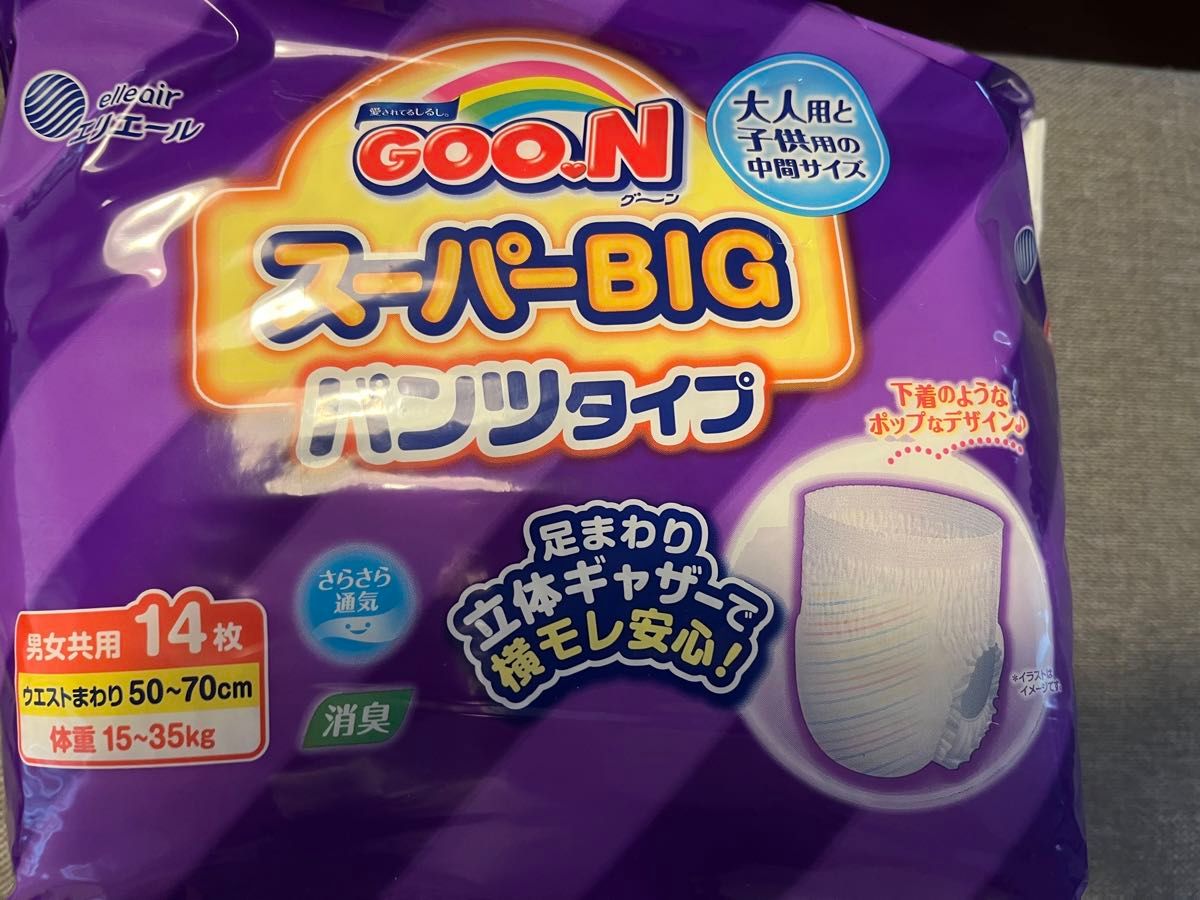 elleair
エリエール
愛されてるしるし。
GOO.N
グ〜ン
大人用と
子供用の
中間サイズ
スーパーBIG
パンツタイプ
下着のような
ポップなデザイン♪
足まわり
立体ギャザーで
横モレ安心!
さらさら
通気
消臭
男女共用 14枚
ウエストまわり 50~70cm
体重 15~35kg
*イラストは
イメージです。